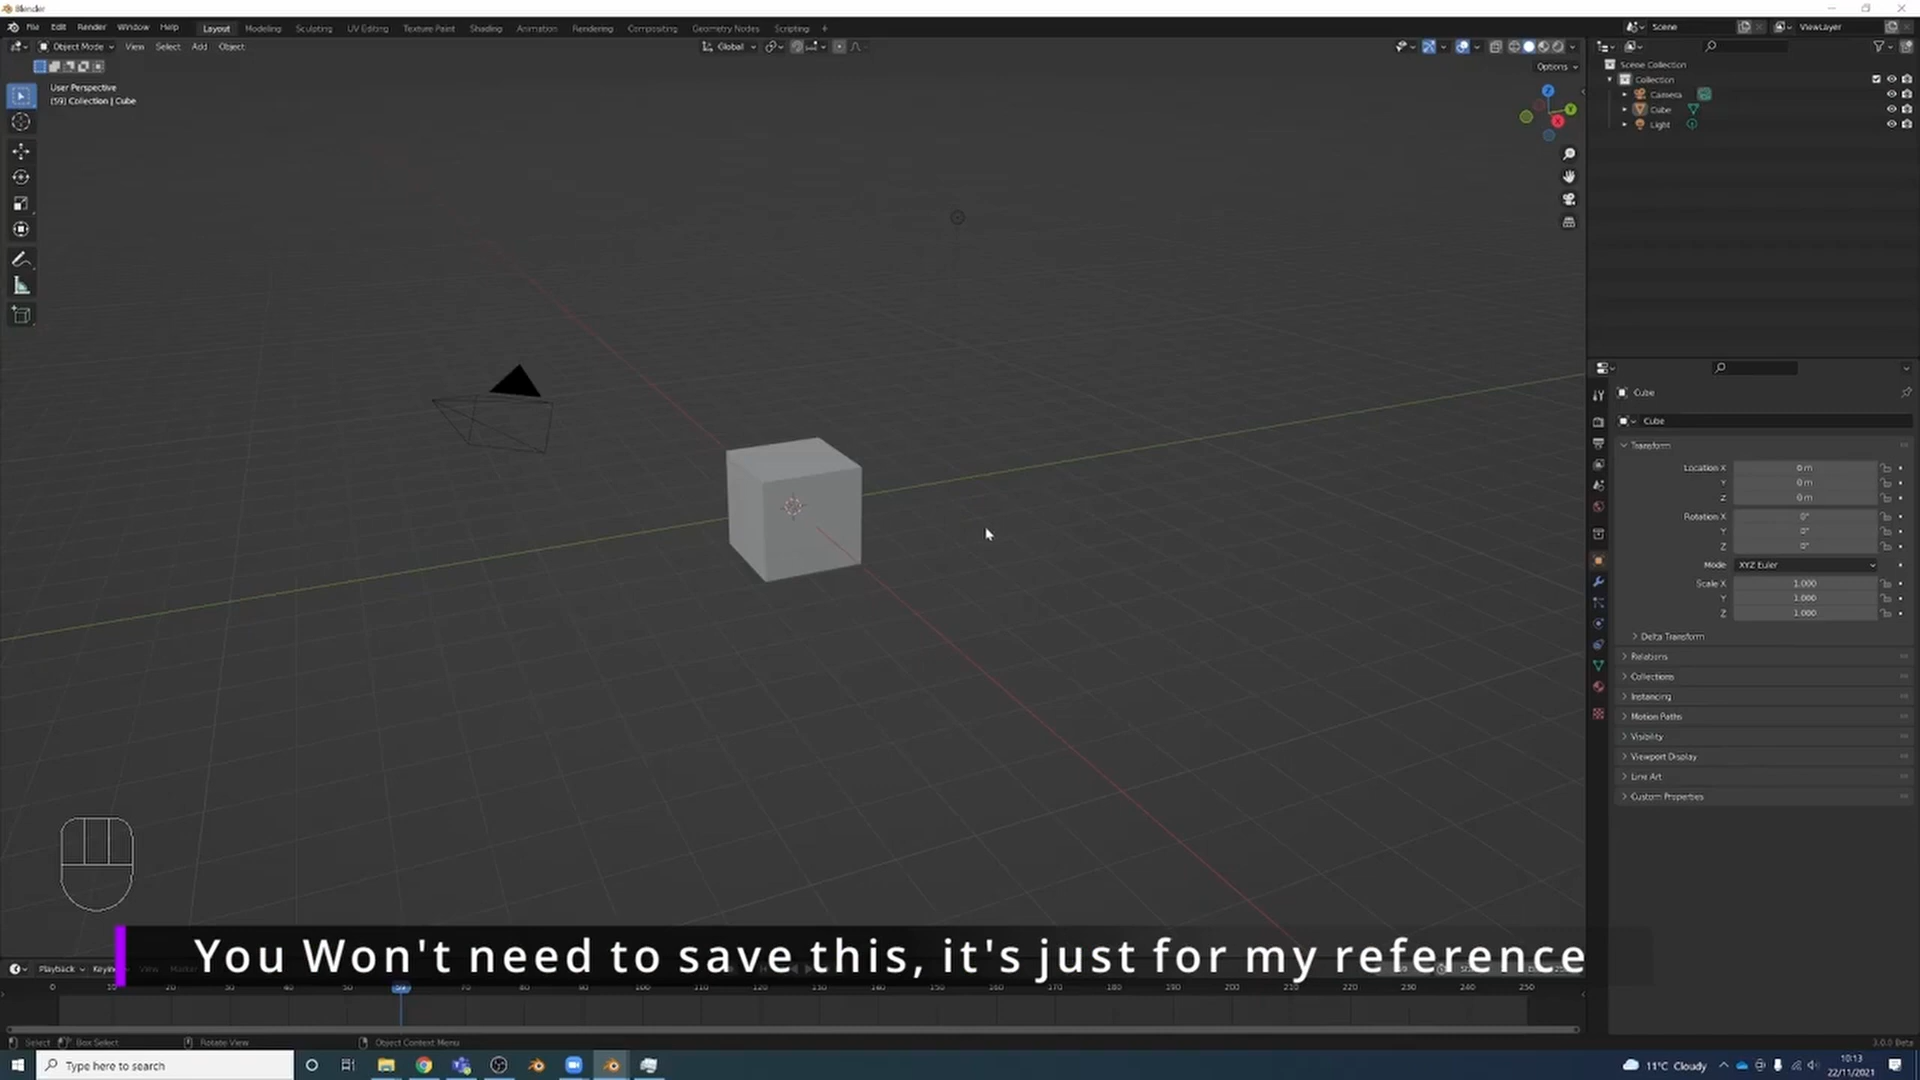 Blender
File Edit Render Window Help Layout Modeling Sculpting UV Editing Texture Paint Shading Animation Rendering Compositing Geometry Nodes Scripting + Scene ViewLayer
Object Mode View Select Add Object Global
Options
User Perspective
(59) Collection | Cube
Z
Y
X
Scene Collection
Collection
Camera
Cube
Light
Cube
Cube
Transform
Location X 0 m
Y 0 m
Z 0 m
Rotation X 0°
Y 0°
Z 0°
Mode XYZ Euler
Scale X 1.000
Y 1.000
Z 1.000
Delta Transform
Relations
Collections
Instancing
Motion Paths
Visibility
Viewport Display
Line Art
Custom Properties
You Won't need to save this, it's just for my reference
Playback Keying View Marker
0 10 20 30 40 50 59 70 80 90 100 110 120 130 140 150 160 170 180 190 200 210 220 230 240 250
Select Box Select Rotate View Object Context Menu 3.0.0 Beta
Type here to search
11°C Cloudy
10:13
22/11/2021